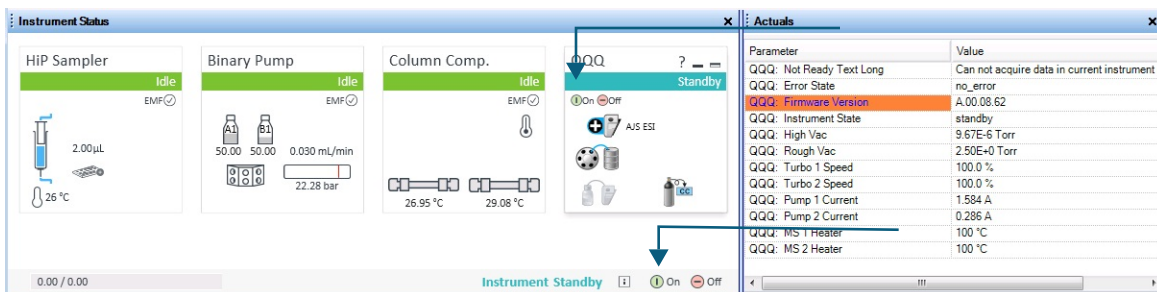 Instrument Status
HiP Sampler
Idle
EMF
2.00µL
26 °C
Binary Pump
Idle
EMF
A1 B1
50.00 50.00 0.030 mL/min
22.28 bar
Column Comp.
Idle
EMF
26.95 °C 29.08 °C
QQQ ?
Standby
On Off
AJS ESI
CC
0.00 / 0.00
Instrument Standby
On Off
Actuals
Parameter Value
QQQ: Not Ready Text Long Can not acquire data in current instrument
QQQ: Error State no_error
QQQ: Firmware Version A.00.08.62
QQQ: Instrument State standby
QQQ: High Vac 9.67E-6 Torr
QQQ: Rough Vac 2.50E+0 Torr
QQQ: Turbo 1 Speed 100.0 %
QQQ: Turbo 2 Speed 100.0 %
QQQ: Pump 1 Current 1.584 A
QQQ: Pump 2 Current 0.286 A
QQQ: MS 1 Heater 100 °C
QQQ: MS 2 Heater 100 °C